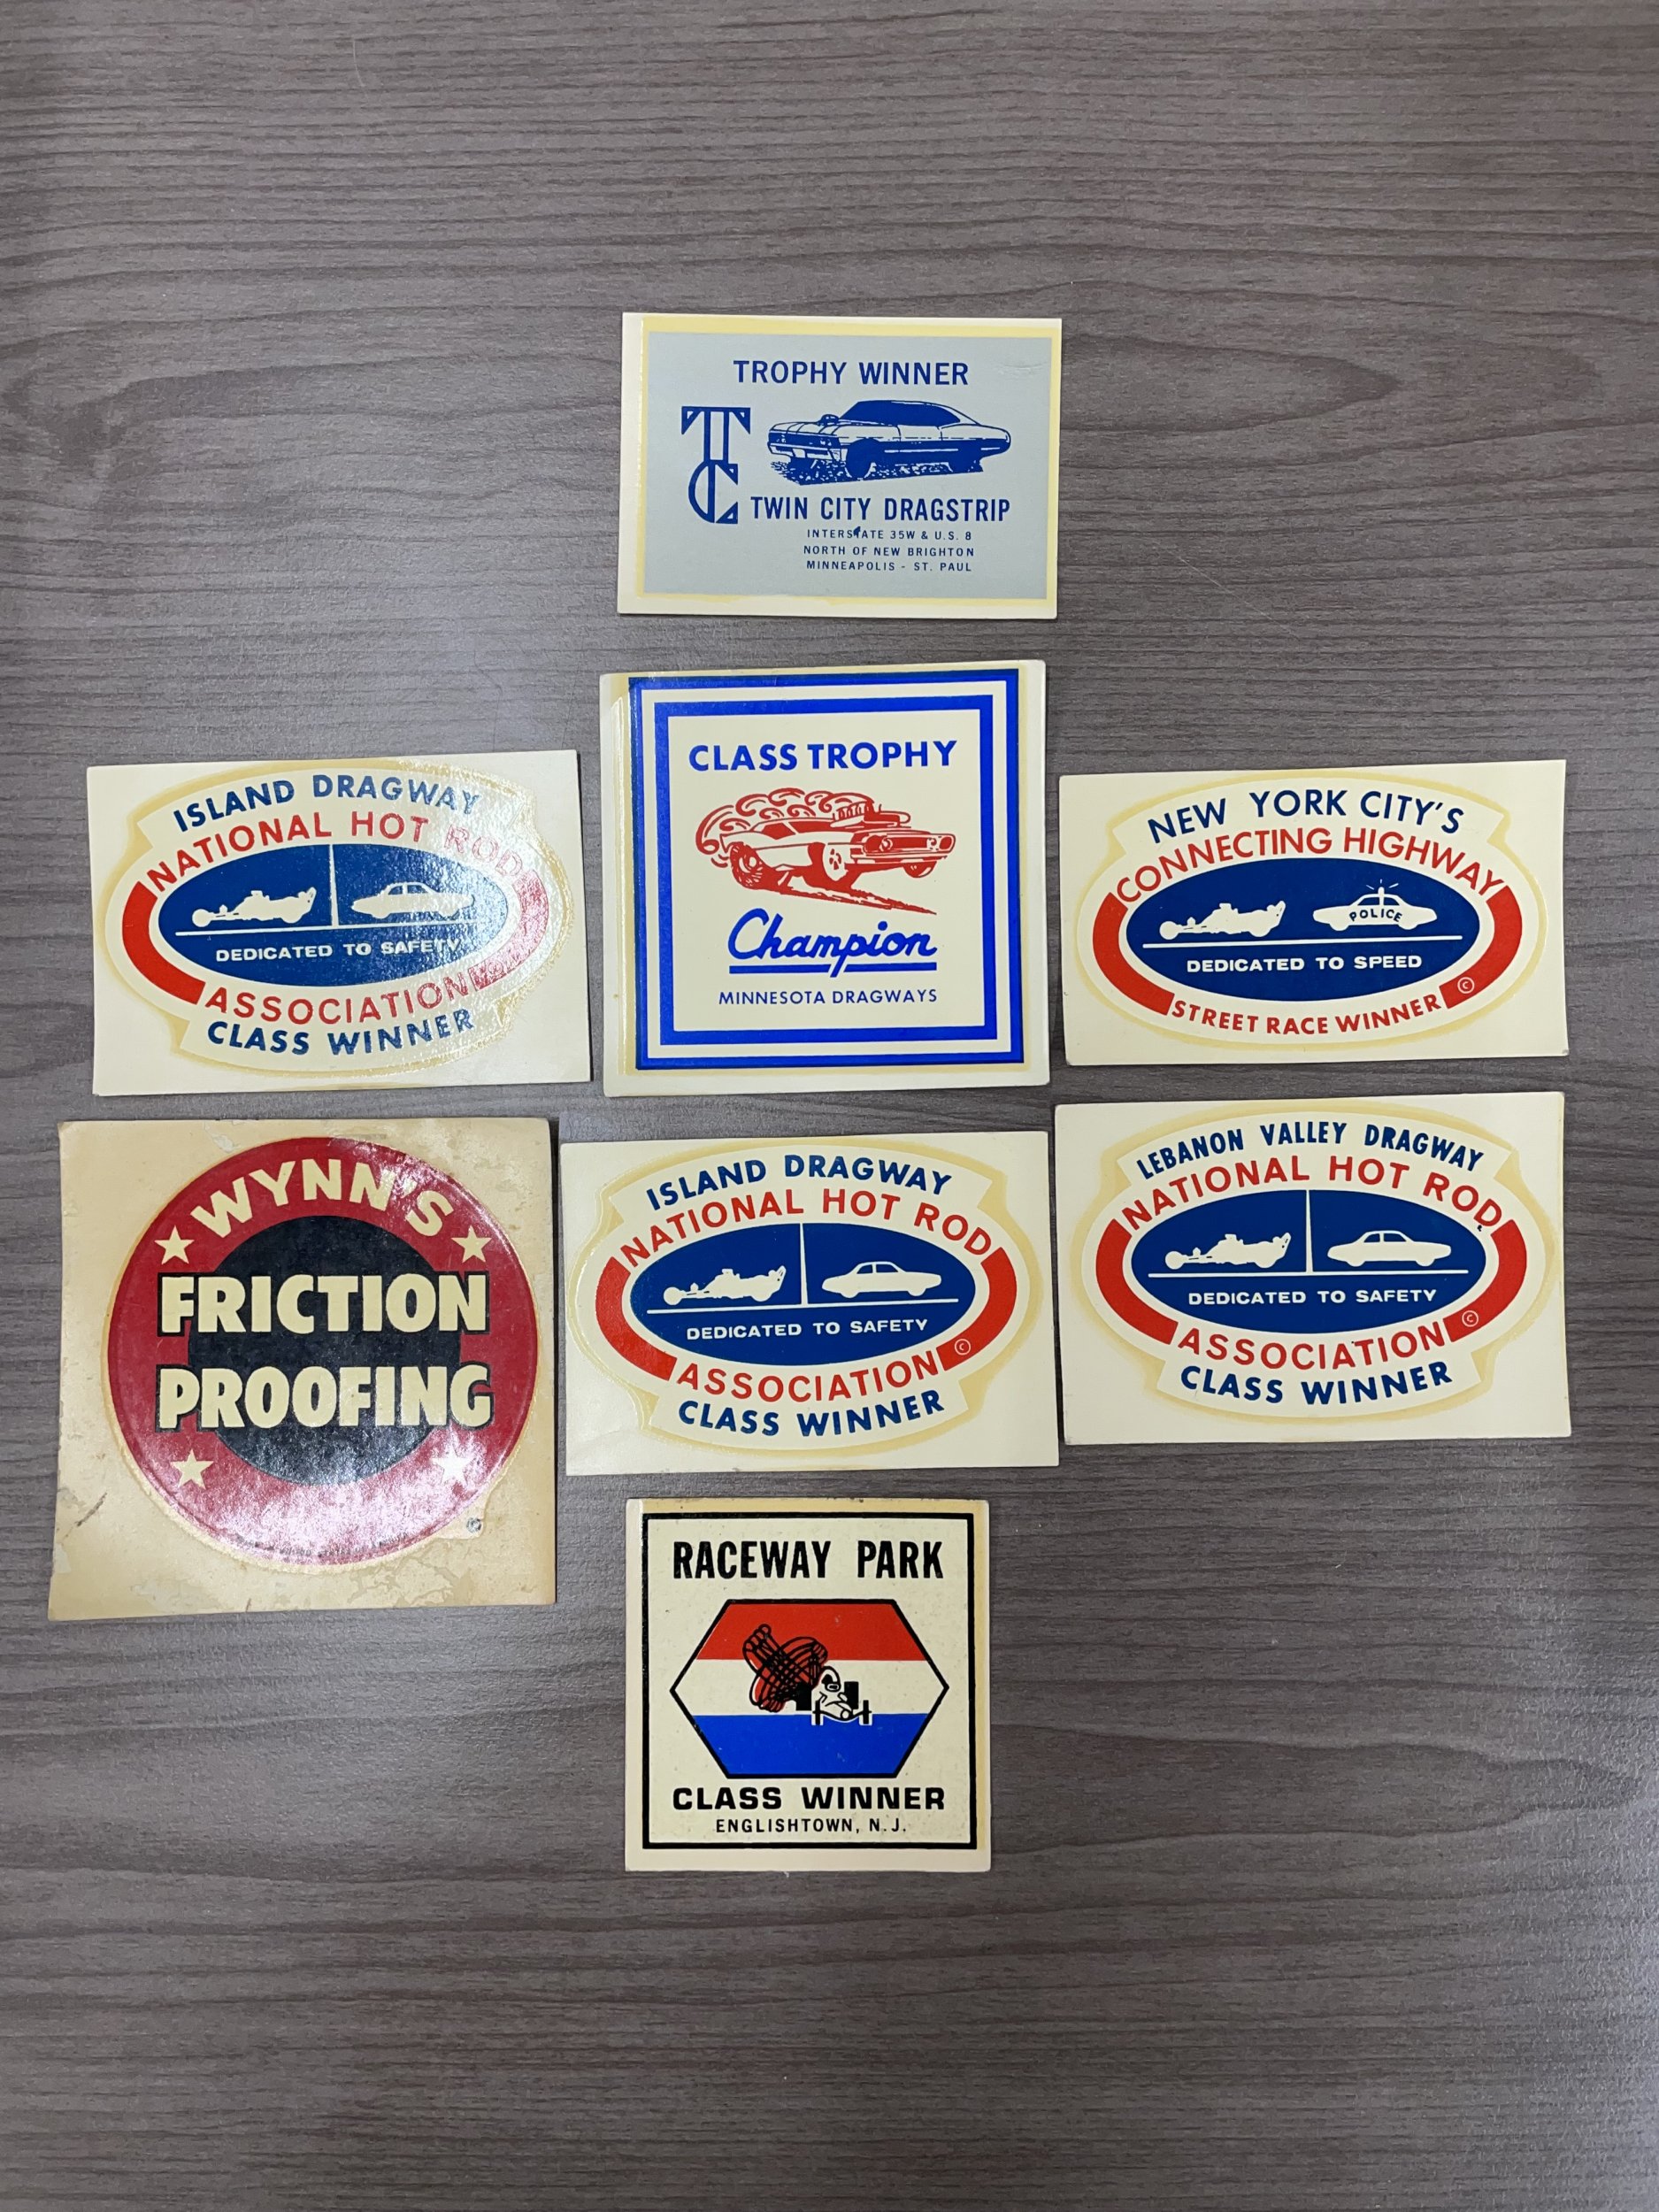 TROPHY WINNER
TC
TWIN CITY DRAGSTRIP
INTERSTATE 35W & U.S. 8
NORTH OF NEW BRIGHTON
MINNEAPOLIS - ST. PAUL
ISLAND DRAGWAY
NATIONAL HOT ROD
DEDICATED TO SAFETY
ASSOCIATION
CLASS WINNER
CLASS TROPHY
Champion
MINNESOTA DRAGWAYS
NEW YORK CITY'S
CONNECTING HIGHWAY
POLICE
DEDICATED TO SPEED
STREET RACE WINNER ©
WYNN'S
FRICTION
PROOFING
©
ISLAND DRAGWAY
NATIONAL HOT ROD
DEDICATED TO SAFETY
ASSOCIATION ©
CLASS WINNER
LEBANON VALLEY DRAGWAY
NATIONAL HOT ROD
DEDICATED TO SAFETY
ASSOCIATION ©
CLASS WINNER
RACEWAY PARK
CLASS WINNER
ENGLISHTOWN, N.J.